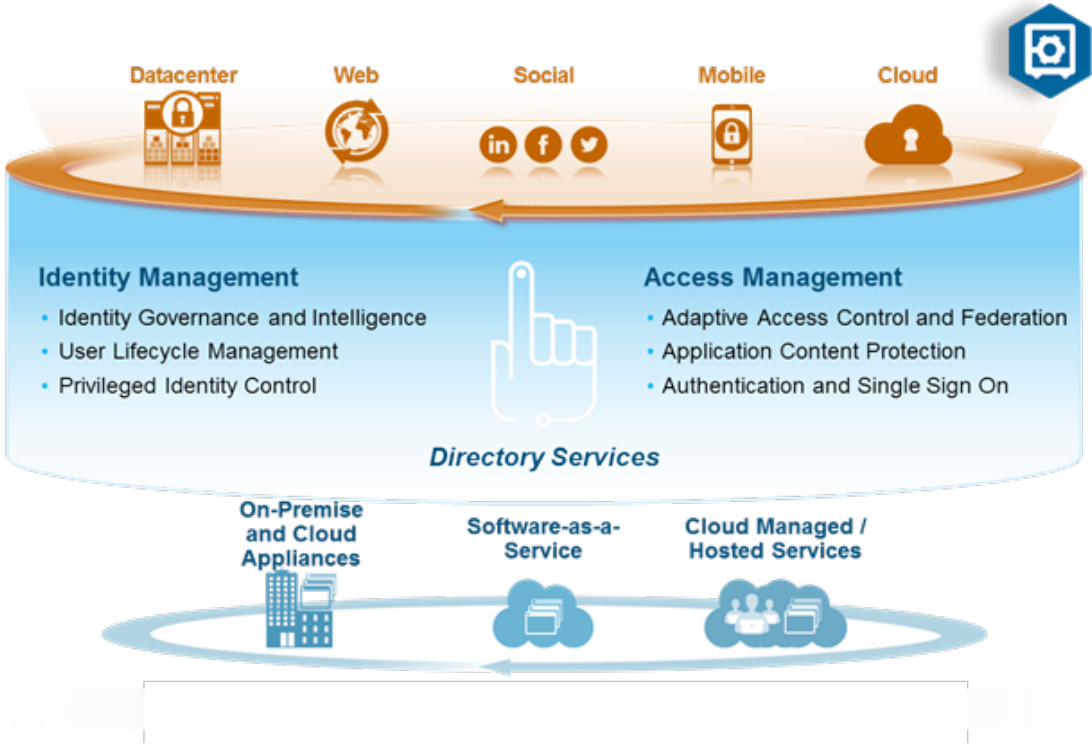 Datacenter
Web
Social
Mobile
Cloud
in
f
Identity Management
• Identity Governance and Intelligence
• User Lifecycle Management
• Privileged Identity Control
Access Management
• Adaptive Access Control and Federation
• Application Content Protection
• Authentication and Single Sign On
Directory Services
On-Premise
and Cloud
Appliances
Software-as-a-
Service
Cloud Managed /
Hosted Services